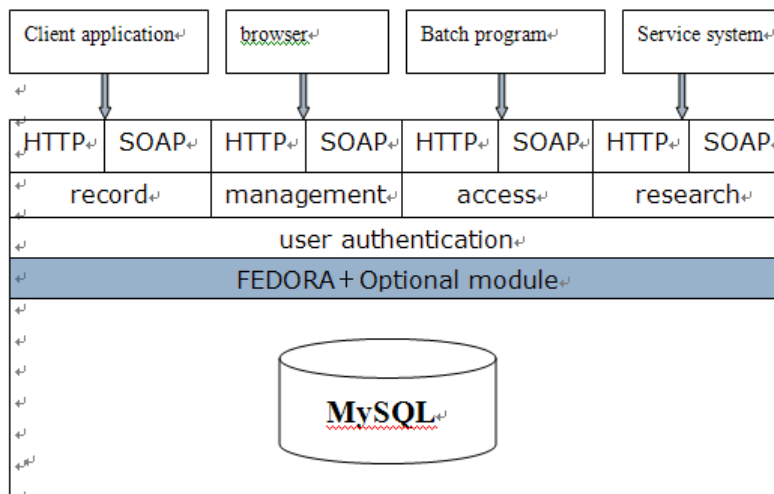 Client application
browser
Batch program
Service system
HTTP SOAP HTTP SOAP HTTP SOAP HTTP SOAP
record management access research
user authentication
FEDORA＋Optional module
MySQL